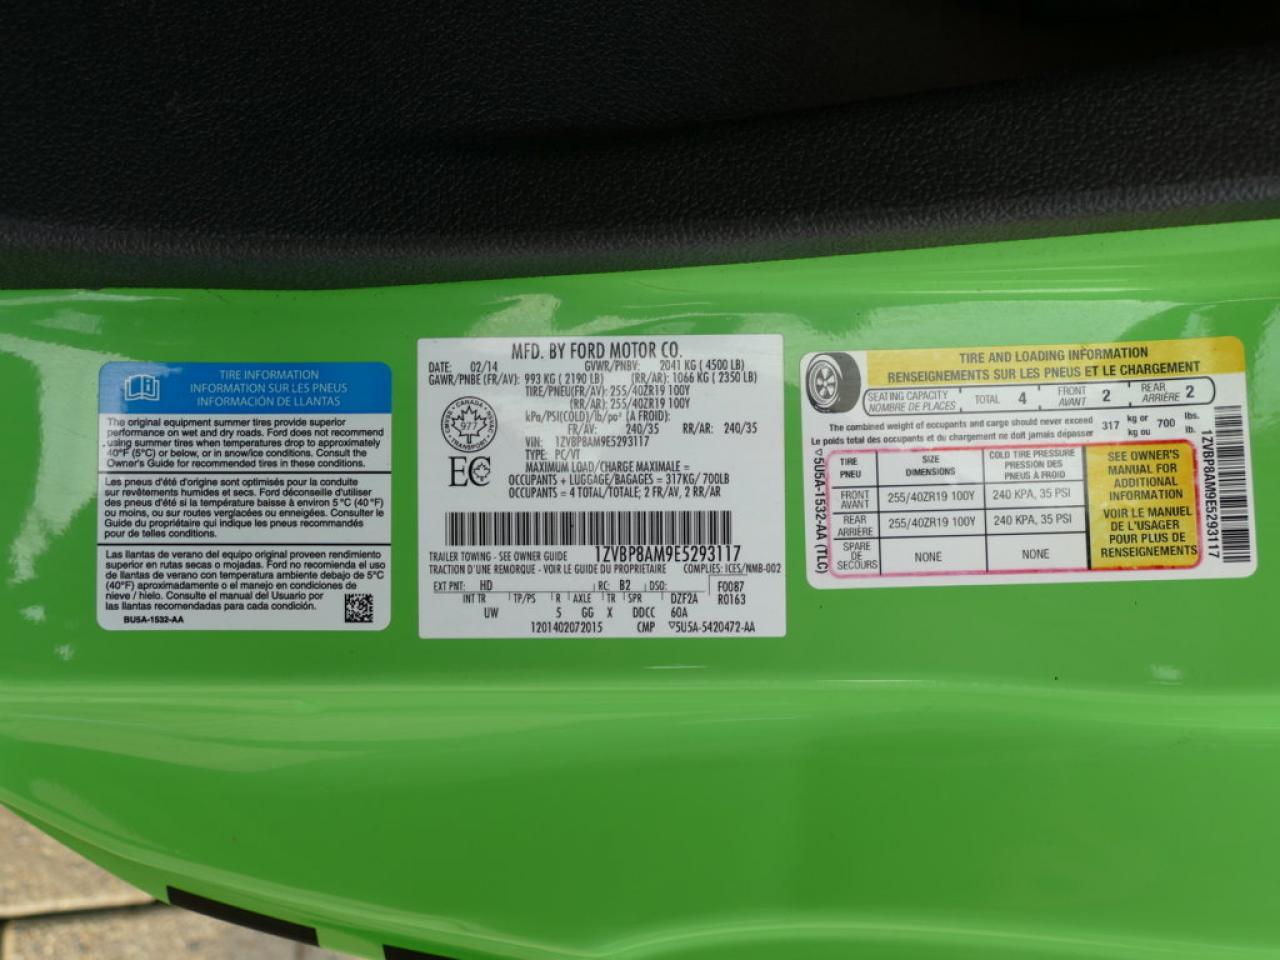 TIRE INFORMATION
INFORMATION SUR LES PNEUS
INFORMACIÓN DE LLANTAS
The original equipment summer tires provide superior
performance on wet and dry roads. Ford does not recommend
using summer tires when temperatures drop to approximately
40°F (5°C) or below, or in snow/ice conditions. Consult the
Owner's Guide for recommended tires in these conditions.
Les pneus d'été d'origine sont optimisés pour la conduite
sur revêtements humides et secs. Ford déconseille d'utiliser
des pneus d'été si la température baisse à environ 5 °C (40 °F)
ou moins, ou sur routes verglacées ou enneigées. Consulter le
Guide du propriétaire qui indique les pneus recommandés
pour de telles conditions.
Las llantas de verano del equipo original proveen rendimiento
superior en rutas secas o mojadas. Ford no recomienda el uso
de llantas de verano con temperatura ambiente debajo de 5°C
(40°F) aproximadamente o el manejo en condiciones de
nieve / hielo. Consulte el manual del Usuario por
las llantas recomendadas para cada condición.
BU5A-1532-AA
MFD. BY FORD MOTOR CO.
DATE: 02/14 GVWR/PNBV: 2041 KG ( 4500 LB)
GAWR/PNBE (FR/AV): 993 KG ( 2190 LB) (RR/AR): 1066 KG ( 2350 LB)
TIRE/PNEU(FR/AV): 255/40ZR19 100Y
(RR/AR): 255/40ZR19 100Y
kPa/PSI(COLD)/lb/po² (A FROID):
FR/AV: 240/35 RR/AR: 240/35
VIN: 1ZVBP8AM9E5293117
TYPE: PC/VT
MAXIMUM LOAD/CHARGE MAXIMALE =
OCCUPANTS + LUGGAGE/BAGAGES = 317KG/ 700LB
OCCUPANTS = 4 TOTAL/TOTALE; 2 FR/AV, 2 RR/AR
CANADA
977
TRANSPORT
EC
1ZVBP8AM9E5293117
TRAILER TOWING - SEE OWNER GUIDE
TRACTION D'UNE REMORQUE - VOIR LE GUIDE DU PROPRIETAIRE COMPLIES: ICES/NMB-002
EXT PNT: HD RC: B2 DSO: F0087
INT TR TP/PS R AXLE TR SPR DZF2A R0163
UW 5 GG X DDCC 60A
1201402072015 CMP 5U5A-5420472-AA
TIRE AND LOADING INFORMATION
RENSEIGNEMENTS SUR LES PNEUS ET LE CHARGEMENT
SEATING CAPACITY
NOMBRE DE PLACES
TOTAL 4
FRONT
AVANT 2
REAR
ARRIÈRE 2
The combined weight of occupants and cargo should never exceed 317 kg or 700 lbs.
Le poids total des occupants et du chargement ne doit jamais dépasser kg ou lb.
TIRE
PNEU
SIZE
DIMENSIONS
COLD TIRE PRESSURE
PRESSION DES
PNEUS À FROID
FRONT
AVANT
255/40ZR19 100Y 240 KPA, 35 PSI
REAR
ARRIÈRE
255/40ZR19 100Y 240 KPA, 35 PSI
SPARE
DE
SECOURS
NONE NONE
SEE OWNER'S
MANUAL FOR
ADDITIONAL
INFORMATION
VOIR LE MANUEL
DE L'USAGER
POUR PLUS DE
RENSEIGNEMENTS
5U5A-1532-AA (TLC)
1ZVBP8AM9E5293117